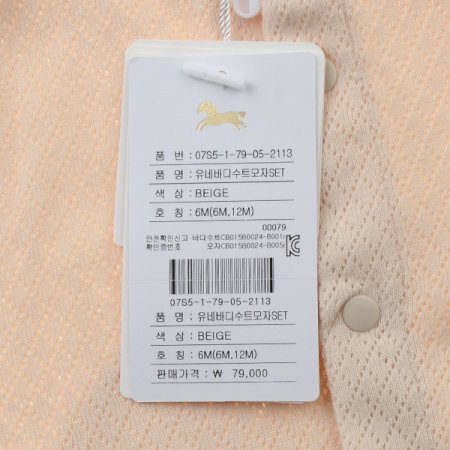 품 번 : 07S5-1-79-05-2113
품 명 : 유네바디수트모자SET
색 상 : BEIGE
호 칭 : 6M(6M,12M)
00079
안전확인신고 바디수트CB015B0024-B001(
확인증번호 모자CB015B0024-B005(
07S5-1-79-05-2113
품 명 : 유네바디수트모자SET
색 상 : BEIGE
호 칭 : 6M(6M,12M)
판매가격 : ₩ 79,000